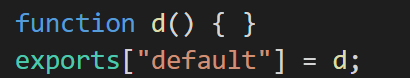 function d() { }
exports["default"] = d;